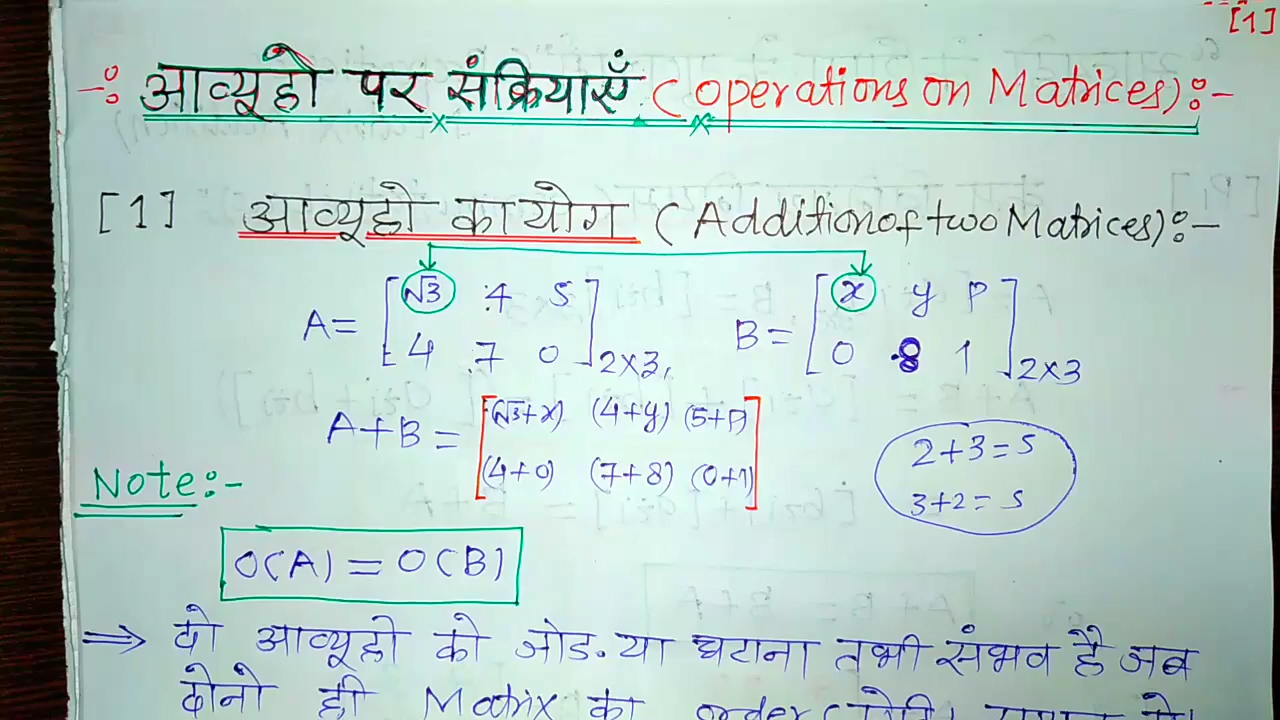 [1]
-: आव्यूहो पर संक्रियाएँ (operations on Matrices):-
[1] आव्यूहो का योग (Addition of two Matrices):-
A= [√3 4 5
4 7 0]2×3, B= [x y p
0 8 1]2×3
A+B = [(√3+x) (4+y) (5+p)
(4+0) (7+8) (0+1)]
2+3=5
3+2=5
Note:-
O(A) = O(B)
⇒ दो आव्यूहो को जोड़ या घटाना तभी संभव है जब
दोनो ही Matrix का order (